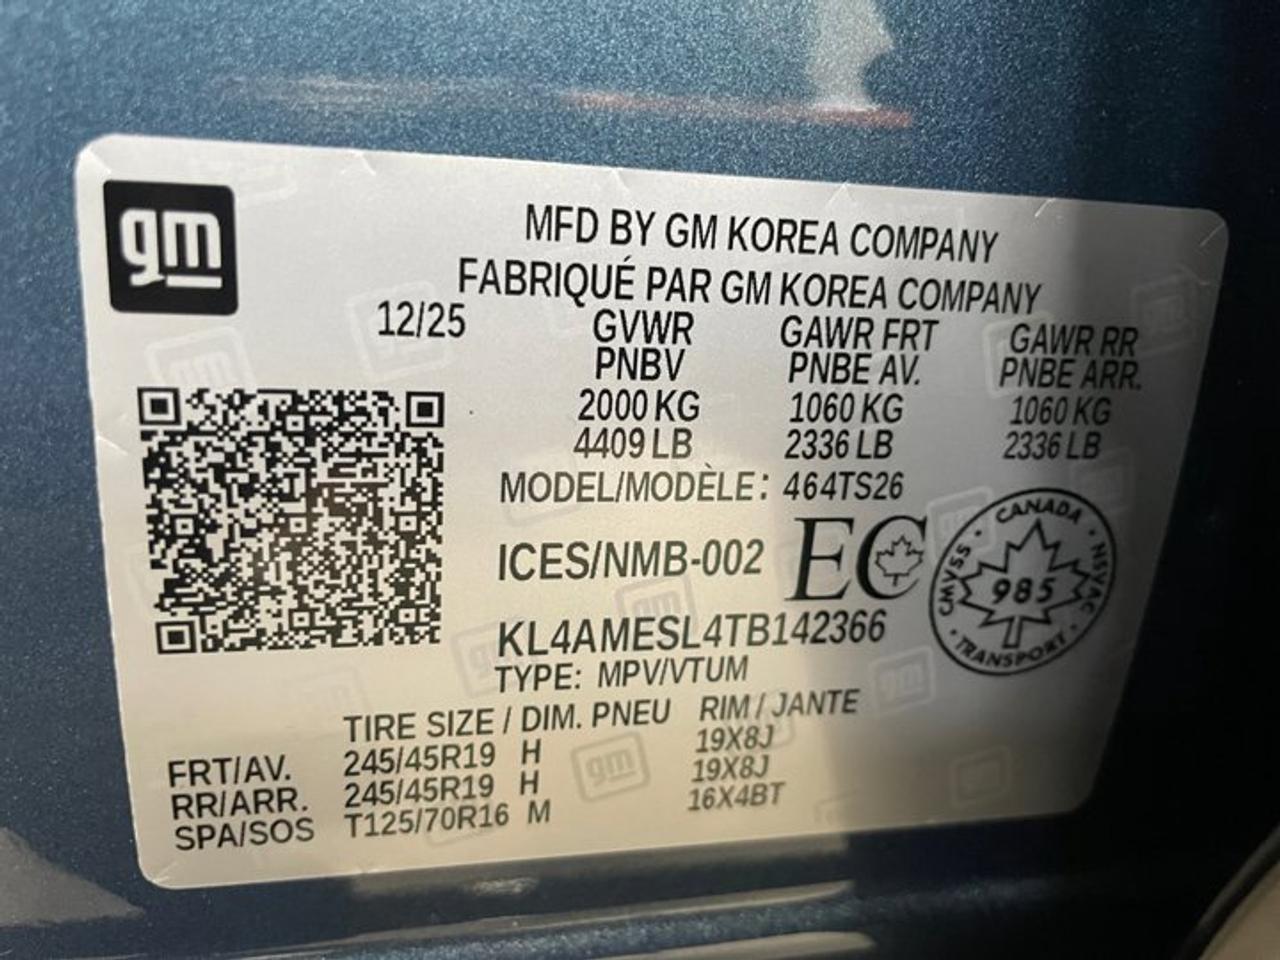 gm
MFD BY GM KOREA COMPANY
FABRIQUÉ PAR GM KOREA COMPANY
12/25 GVWR GAWR FRT GAWR RR
PNBV PNBE AV. PNBE ARR.
2000 KG 1060 KG 1060 KG
4409 LB 2336 LB 2336 LB
MODEL/MODÈLE: 464TS26
ICES/NMB-002 EC
CANADA
CMVSS 985 NSVAC
TRANSPORT
KL4AMESL4TB142366
TYPE: MPV/VTUM
TIRE SIZE / DIM. PNEU RIM / JANTE
FRT/AV. 245/45R19 H 19X8J
RR/ARR. 245/45R19 H 19X8J
SPA/SOS T125/70R16 M 16X4BT